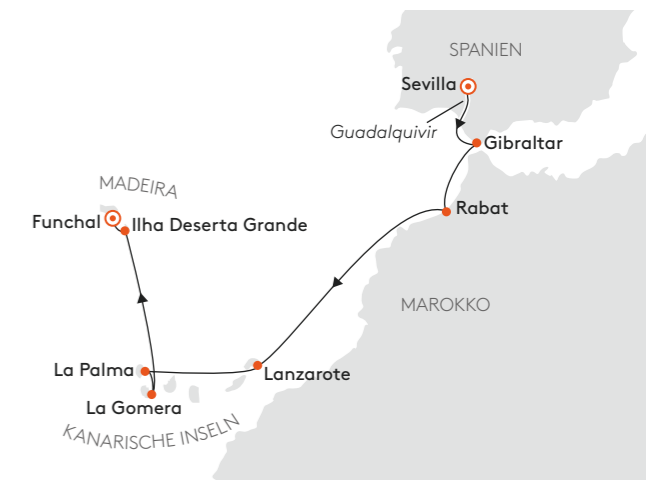 SPANIEN
Sevilla
Guadalquivir
Gibraltar
MADEIRA
Funchal
Ilha Deserta Grande
Rabat
MAROKKO
La Palma
Lanzarote
La Gomera
KANARISCHE INSELN